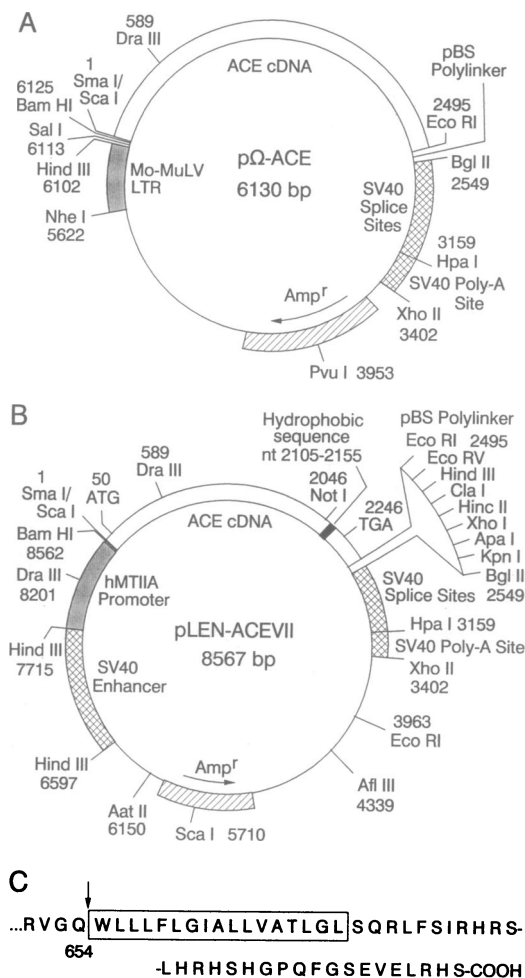 A
589
Dra III
1
Sma I/
Sca I
6125
Bam HI
Sal I
6113
Hind III
6102
Nhe I
5622
Mo-MuLV
LTR
ACE cDNA
pΩ-ACE
6130 bp
pBS
Polylinker
2495
Eco RI
Bgl II
2549
SV40
Splice
Sites
3159
Hpa I
SV40 Poly-A
Site
Xho II
3402
Ampr
Pvu I 3953
B
Hydrophobic
sequence
nt 2105-2155
pBS Polylinker
Eco RI 2495
Eco RV
Hind III
Cla I
Hinc II
Xho I
Apa I
Kpn I
Bgl II
2549
589
Dra III
50
ATG
1
Sma I/
Sca I
Bam HI
8562
Dra III
8201
hMTIIA
Promoter
ACE cDNA
2046
Not I
2246
TGA
SV40
Splice Sites
Hpa I 3159
SV40 Poly-A Site
Xho II
3402
pLEN-ACEVII
8567 bp
Hind III
7715
SV40
Enhancer
Hind III
6597
Aat II
6150
Ampr
Sca I 5710
3963
Eco RI
Afl III
4339
C
...RVGQWLLLFLGIALLVATLGLSQRLFSIRHRS-
654
-LHRHSHGPQFGSEVELRHS-COOH